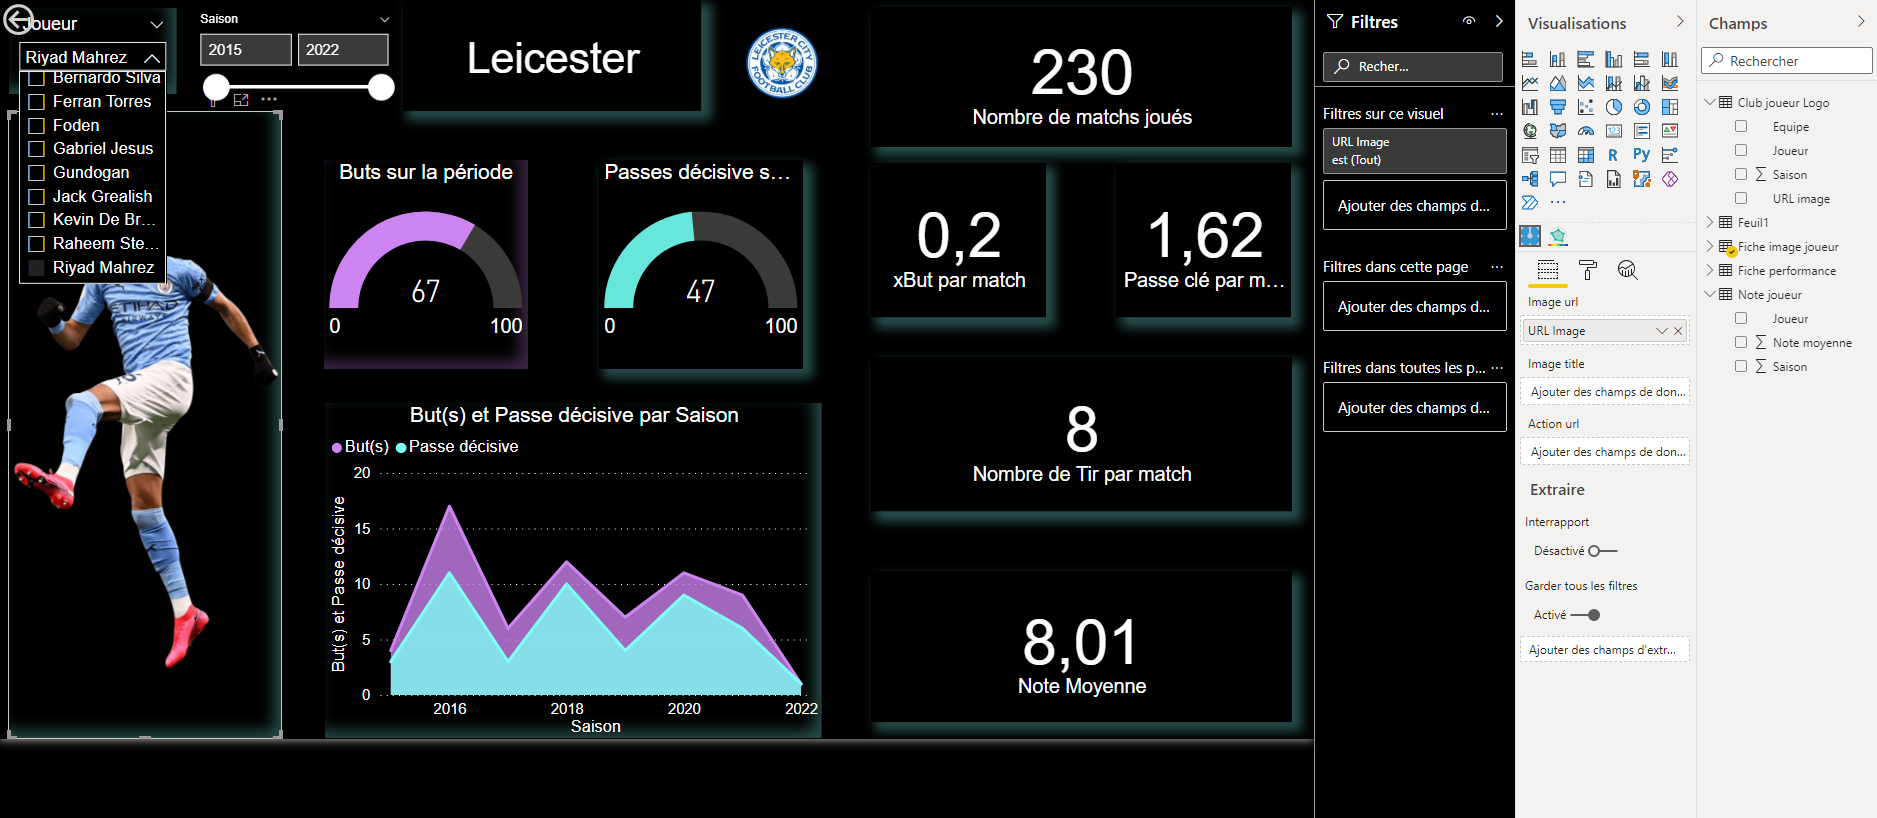 Joueur
Riyad Mahrez
Bernardo Silva
Ferran Torres
Foden
Gabriel Jesus
Gundogan
Jack Grealish
Kevin De Br...
Raheem Ste...
Riyad Mahrez
ETIHAD
AIRWAYS
Saison
2015
2022
Leicester
LEICESTER CITY
FOOTBALL CLUB
230
Nombre de matchs joués
Buts sur la période
67
0
100
Passes décisive s...
47
0
100
0,2
xBut par match
1,62
Passe clé par m...
8
Nombre de Tir par match
8,01
Note Moyenne
But(s) et Passe décisive par Saison
But(s)
Passe décisive
But(s) et Passe décisive
20
15
10
5
0
2016
2018
2020
2022
Saison
Filtres
Recher...
Filtres sur ce visuel
...
URL Image
est (Tout)
Ajouter des champs d...
Filtres dans cette page
...
Ajouter des champs d...
Filtres dans toutes les p...
...
Ajouter des champs d...
Visualisations
123
R
Py
...
Image url
URL Image
Image title
Ajouter des champs de don...
Action url
Ajouter des champs de don...
Extraire
Interrapport
Désactivé
Garder tous les filtres
Activé
Ajouter des champs d'extr...
Champs
Rechercher
Club joueur Logo
Equipe
Joueur
∑ Saison
URL image
Feuil1
Fiche image joueur
Fiche performance
Note joueur
Joueur
∑ Note moyenne
∑ Saison